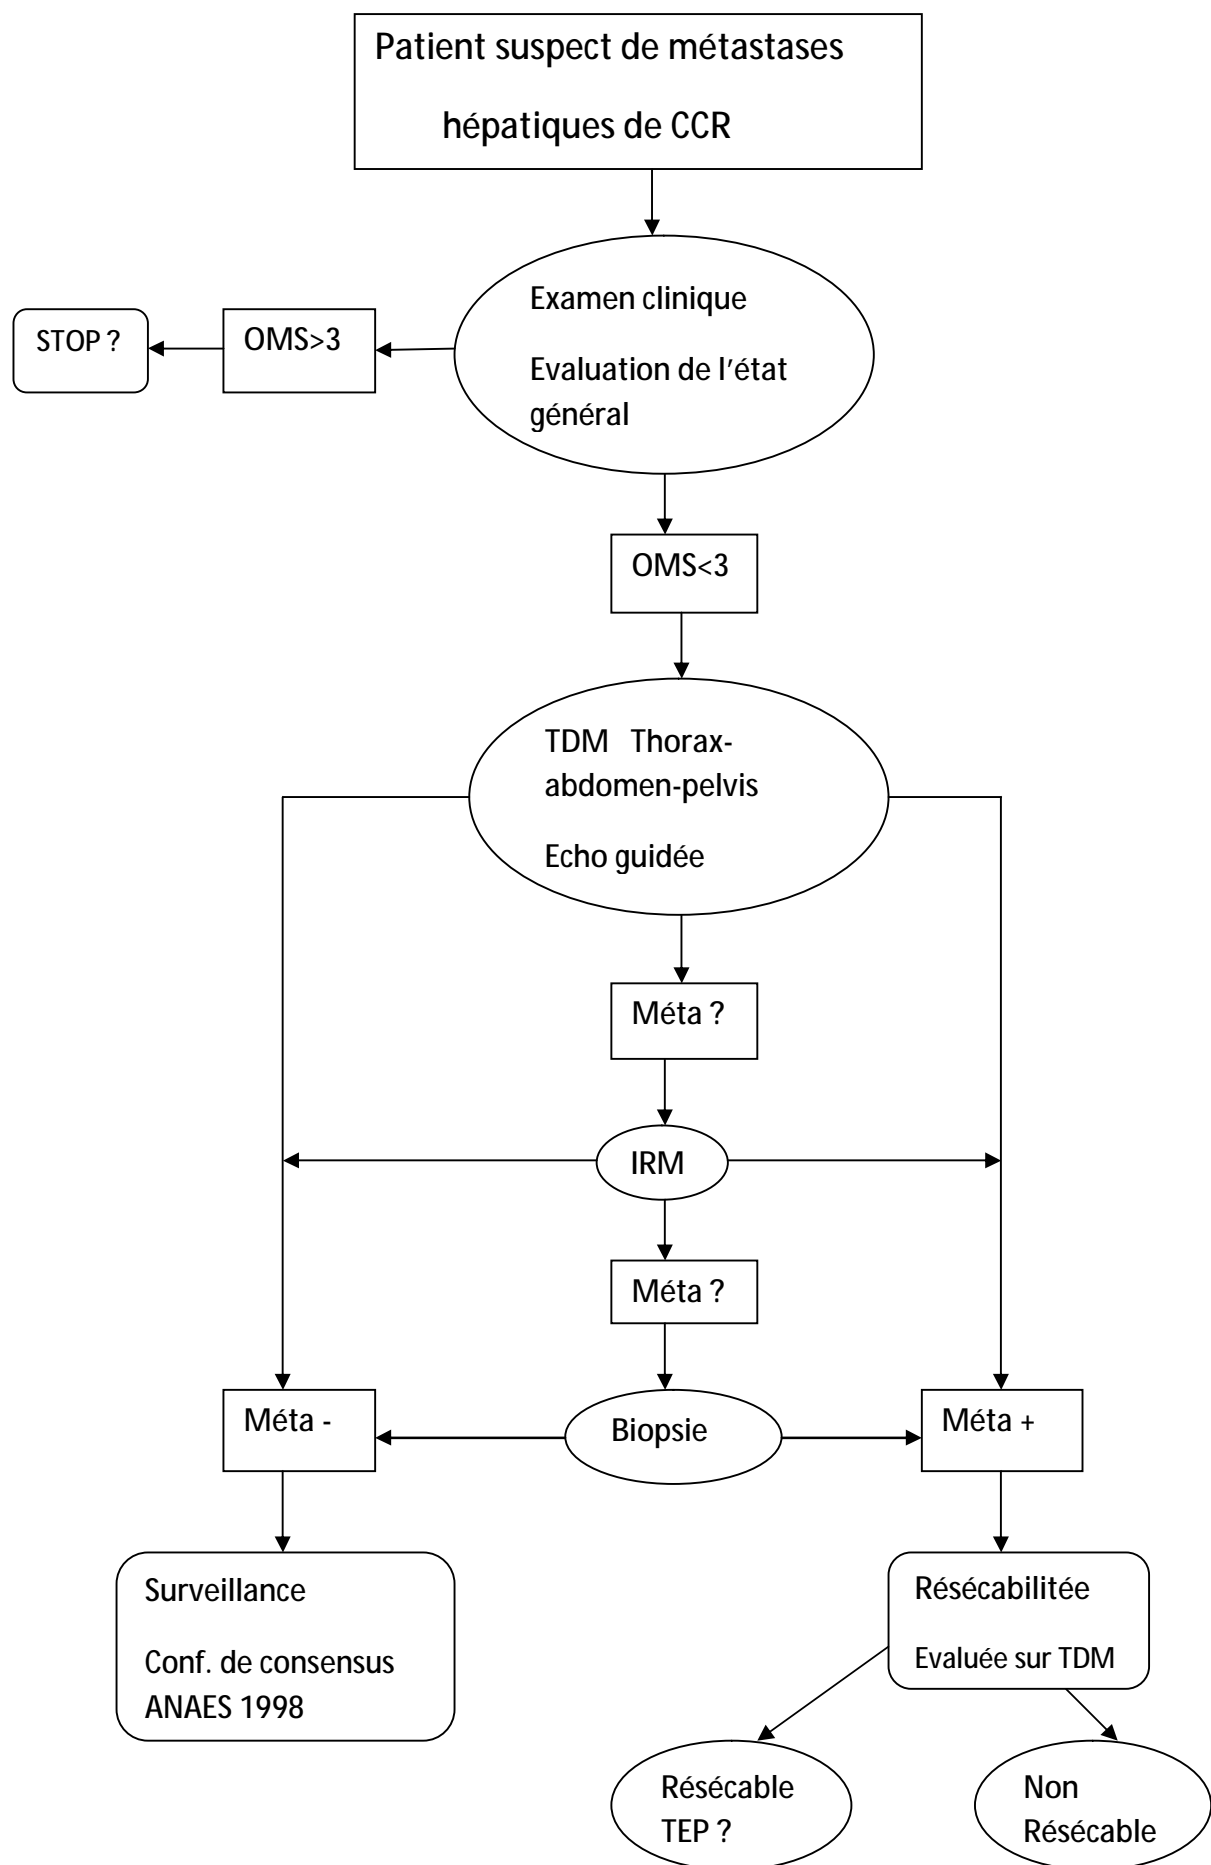 Patient suspect de métastases
hépatiques de CCR
Examen clinique
Evaluation de l’état
général
OMS>3
STOP ?
OMS<3
TDM Thorax-
abdomen-pelvis
Echo guidée
Méta ?
IRM
Méta ?
Méta -
Biopsie
Méta +
Surveillance
Conf. de consensus
ANAES 1998
Résécabilitée
Evaluée sur TDM
Résécable
TEP ?
Non
Résécable